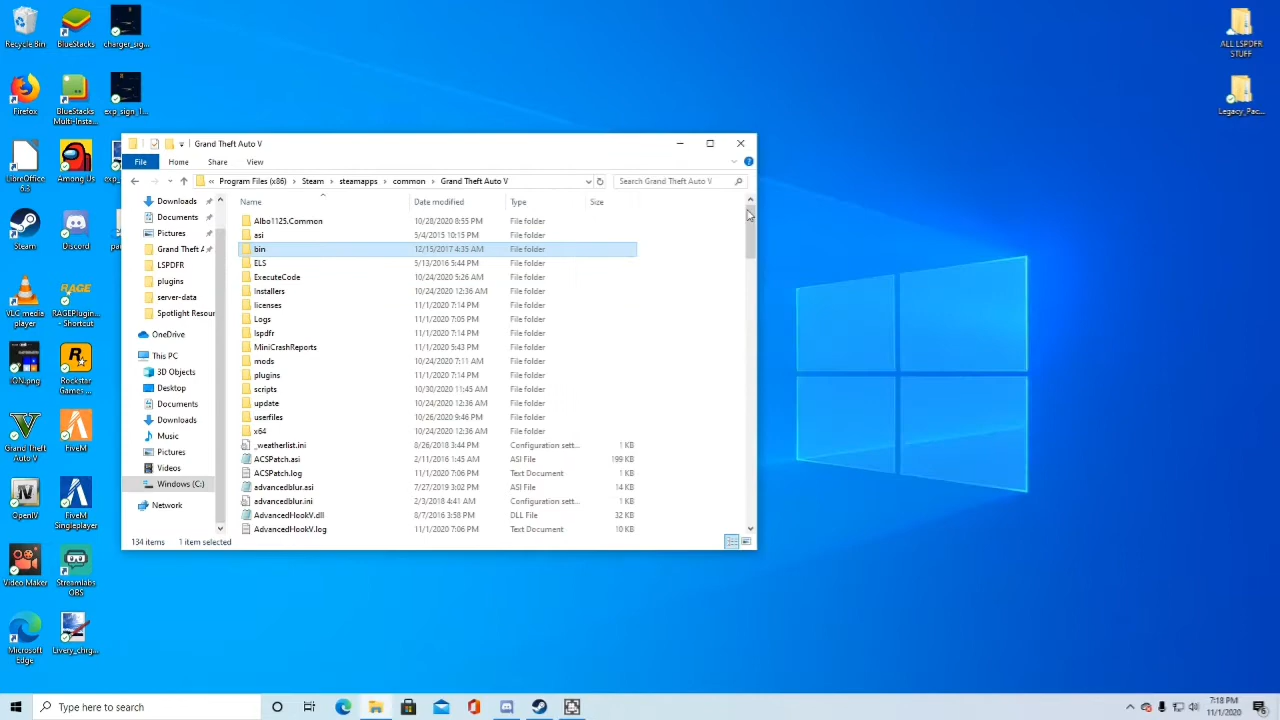 Recycle Bin
BlueStacks
charger_sig...
Firefox
BlueStacks
Multi-Insta...
exp_sign_l...
LibreOffice
6.3
Among Us
Steam
Discord
VLC media
player
RAGEPlugin...
- Shortcut
iON.png
Rockstar
Games ...
Grand Theft
Auto V
FiveM
OpenIV
FiveM
Singleplayer
Video Maker
Streamlabs
OBS
Microsoft
Edge
Livery_chrg...
ALL LSPDFR
STUFF
Legacy_Pac...
Grand Theft Auto V
File Home Share View
« Program Files (x86) > Steam > steamapps > common > Grand Theft Auto V
Search Grand Theft Auto V
Downloads
Documents
Pictures
Grand Theft A
LSPDFR
plugins
server-data
Spotlight Resour
OneDrive
This PC
3D Objects
Desktop
Documents
Downloads
Music
Pictures
Videos
Windows (C:)
Network
Name Date modified Type Size
Albo1125.Common 10/28/2020 8:55 PM File folder
asi 5/4/2015 10:15 PM File folder
bin 12/15/2017 4:35 AM File folder
ELS 5/13/2016 5:44 PM File folder
ExecuteCode 10/24/2020 5:26 AM File folder
Installers 10/24/2020 12:36 AM File folder
licenses 11/1/2020 7:14 PM File folder
Logs 11/1/2020 7:05 PM File folder
lspdfr 11/1/2020 7:14 PM File folder
MiniCrashReports 11/1/2020 5:43 PM File folder
mods 10/24/2020 7:11 AM File folder
plugins 11/1/2020 7:14 PM File folder
scripts 10/30/2020 11:45 AM File folder
update 10/24/2020 12:36 AM File folder
userfiles 10/26/2020 9:46 PM File folder
x64 10/24/2020 12:36 AM File folder
_weatherlist.ini 8/26/2018 3:44 PM Configuration sett... 1 KB
ACSPatch.asi 2/11/2016 1:45 AM ASI File 199 KB
ACSPatch.log 11/1/2020 7:06 PM Text Document 1 KB
advancedblur.asi 7/27/2019 3:02 PM ASI File 14 KB
advancedblur.ini 2/3/2018 4:41 AM Configuration sett... 1 KB
AdvancedHookV.dll 8/7/2016 3:58 PM DLL File 32 KB
AdvancedHookV.log 11/1/2020 7:06 PM Text Document 10 KB
134 items 1 item selected
Type here to search
7:18 PM
11/1/2020